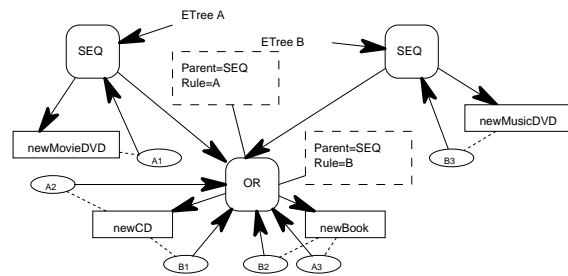 ETree A
ETree B
SEQ
SEQ
Parent=SEQ
Rule=A
newMovieDVD
A1
newMusicDVD
B3
Parent=SEQ
Rule=B
A2
OR
newCD
newBook
B1
B2
A3